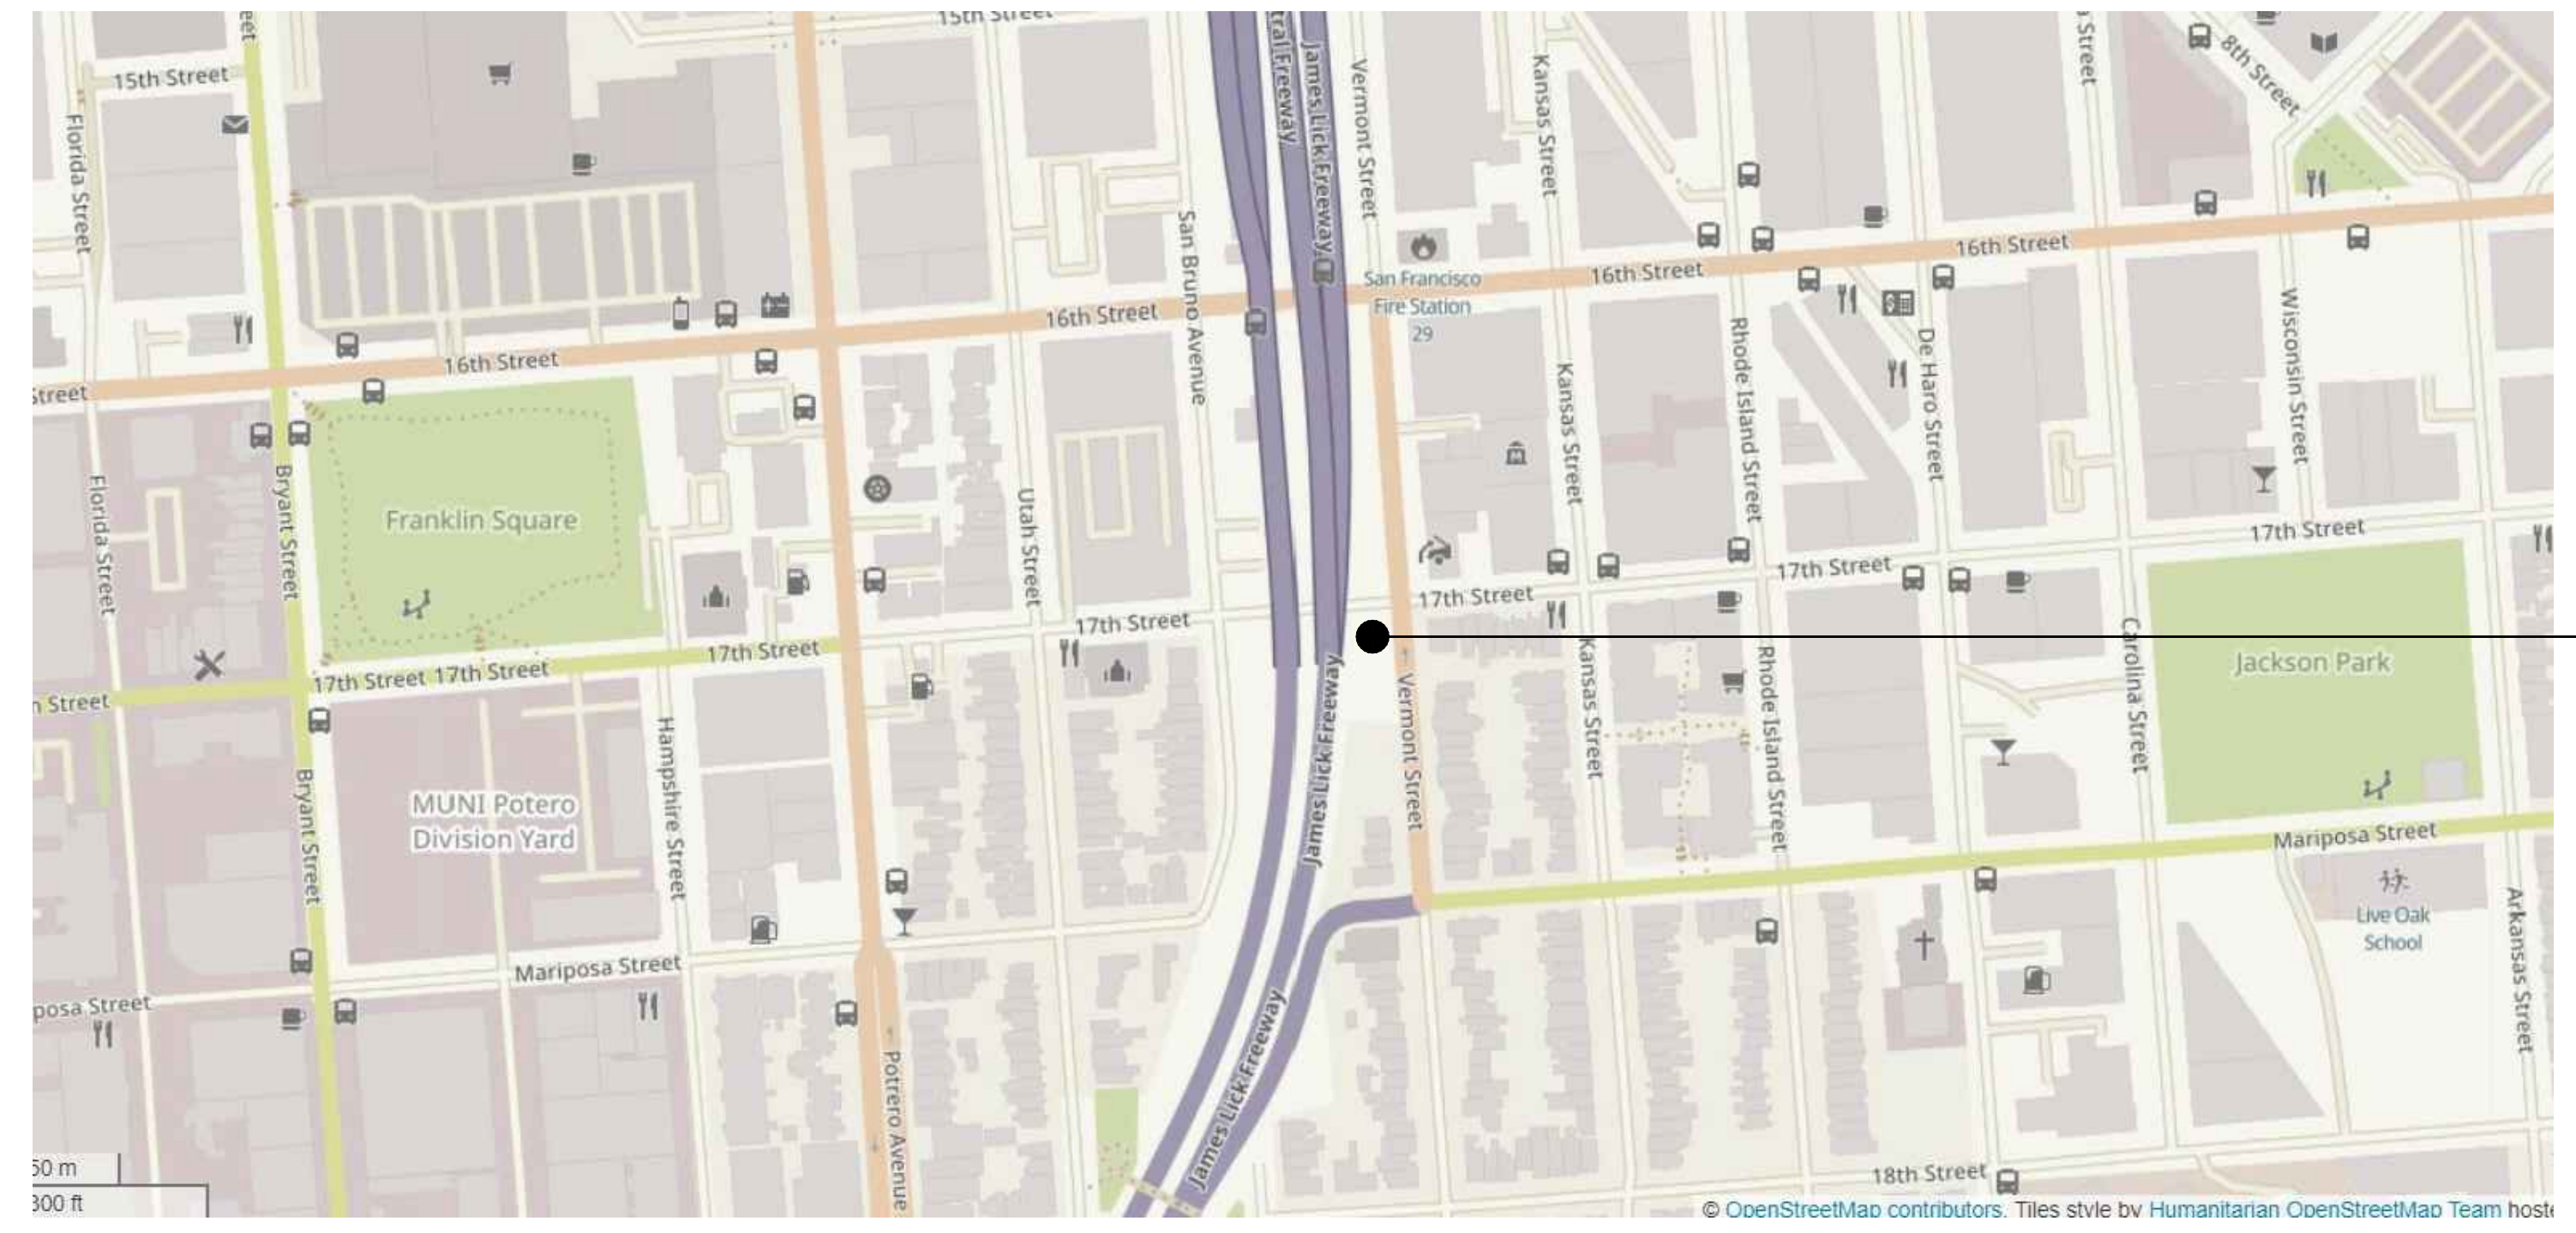 15th Street
15th Street
Florida Street
tral Freeway
James Lick Freeway
Vermont Street
Kansas Street
Street
8th Street
San Bruno Avenue
16th Street
16th Street
16th Street
16th Street
Street
San Francisco
Fire Station
29
Wisconsin Street
Rhode Island Street
De Haro Street
Kansas Street
Florida Street
Bryant Street
Franklin Square
Utah Street
17th Street
17th Street
17th Street
17th Street
17th Street
17th Street 17th Street
n Street
Carolina Street
Jackson Park
Kansas Street
Rhode Island Street
James Lick Freeway
Vermont Street
Hampshire Street
MUNI Potero
Division Yard
Bryant Street
Mariposa Street
Live Oak
School
Arkansas Street
Mariposa Street
posa Street
James Lick Freeway
Potrero Avenue
50 m
300 ft
18th Street
© OpenStreetMap contributors. Tiles style by Humanitarian OpenStreetMap Team hoste